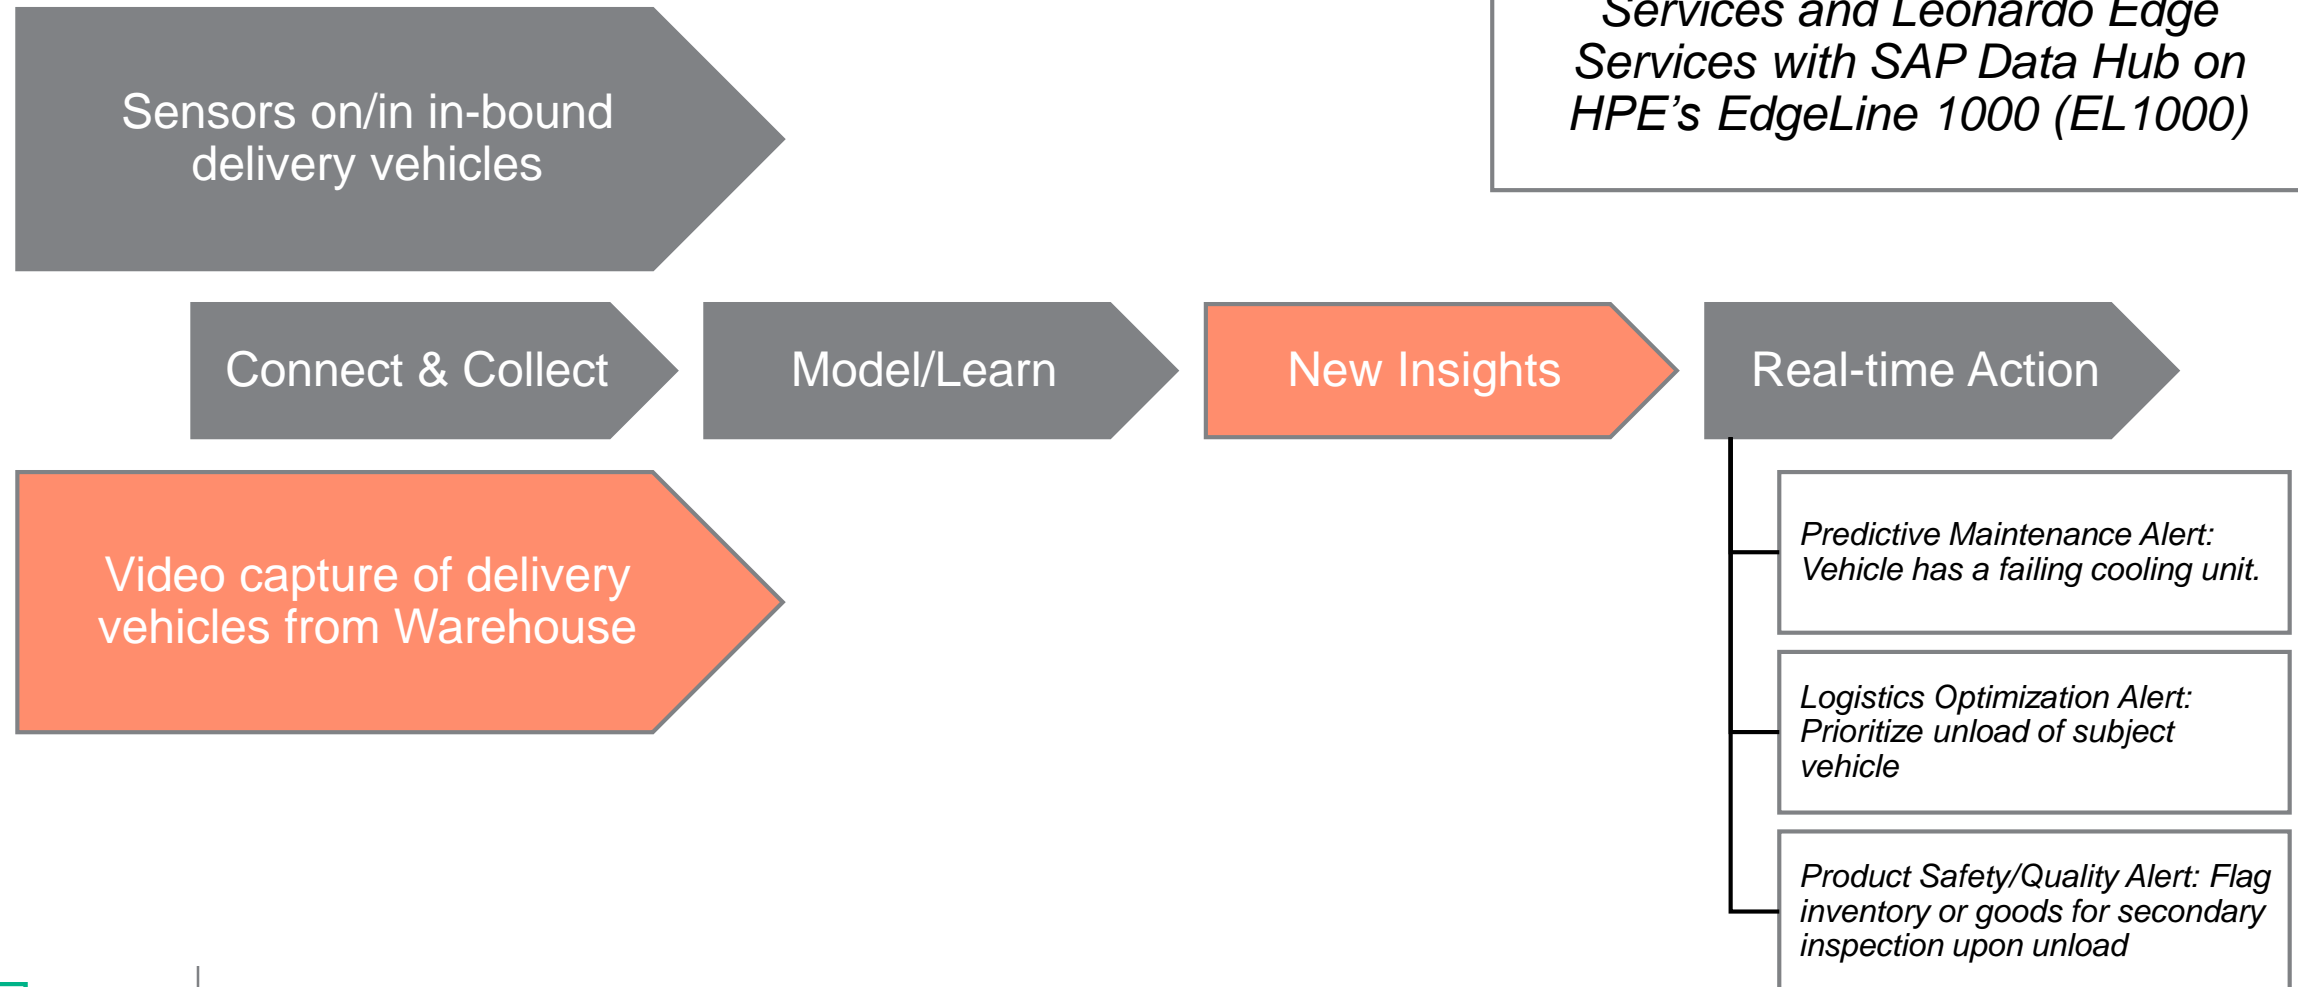 Services and Leonardo Edge
Services with SAP Data Hub on
HPE's EdgeLine 1000 (EL1000)
Sensors on/in in-bound
delivery vehicles
Connect & Collect
Model/Learn
New Insights
Real-time Action
Video capture of delivery
vehicles from Warehouse
Predictive Maintenance Alert:
Vehicle has a failing cooling unit.
Logistics Optimization Alert:
Prioritize unload of subject
vehicle
Product Safety/Quality Alert: Flag
inventory or goods for secondary
inspection upon unload